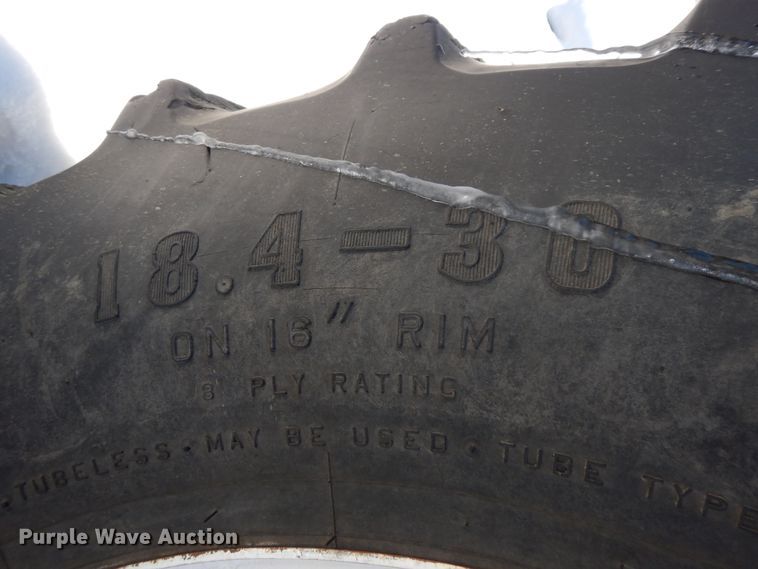 18.4-30
ON 16" RIM
8 PLY RATING
TUBELESS · MAY BE USED · TUBE TYPE
Purple Wave Auction®